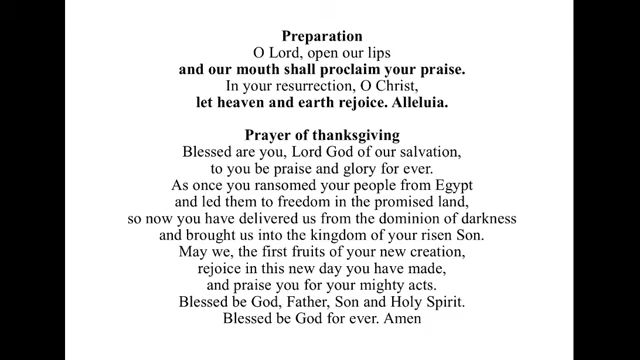 Preparation
O Lord, open our lips
and our mouth shall proclaim your praise.
In your resurrection, O Christ,
let heaven and earth rejoice. Alleluia.
Prayer of thanksgiving
Blessed are you, Lord God of our salvation,
to you be praise and glory for ever.
As once you ransomed your people from Egypt
and led them to freedom in the promised land,
so now you have delivered us from the dominion of darkness
and brought us into the kingdom of your risen Son.
May we, the first fruits of your new creation,
rejoice in this new day you have made,
and praise you for your mighty acts.
Blessed be God, Father, Son and Holy Spirit.
Blessed be God for ever. Amen